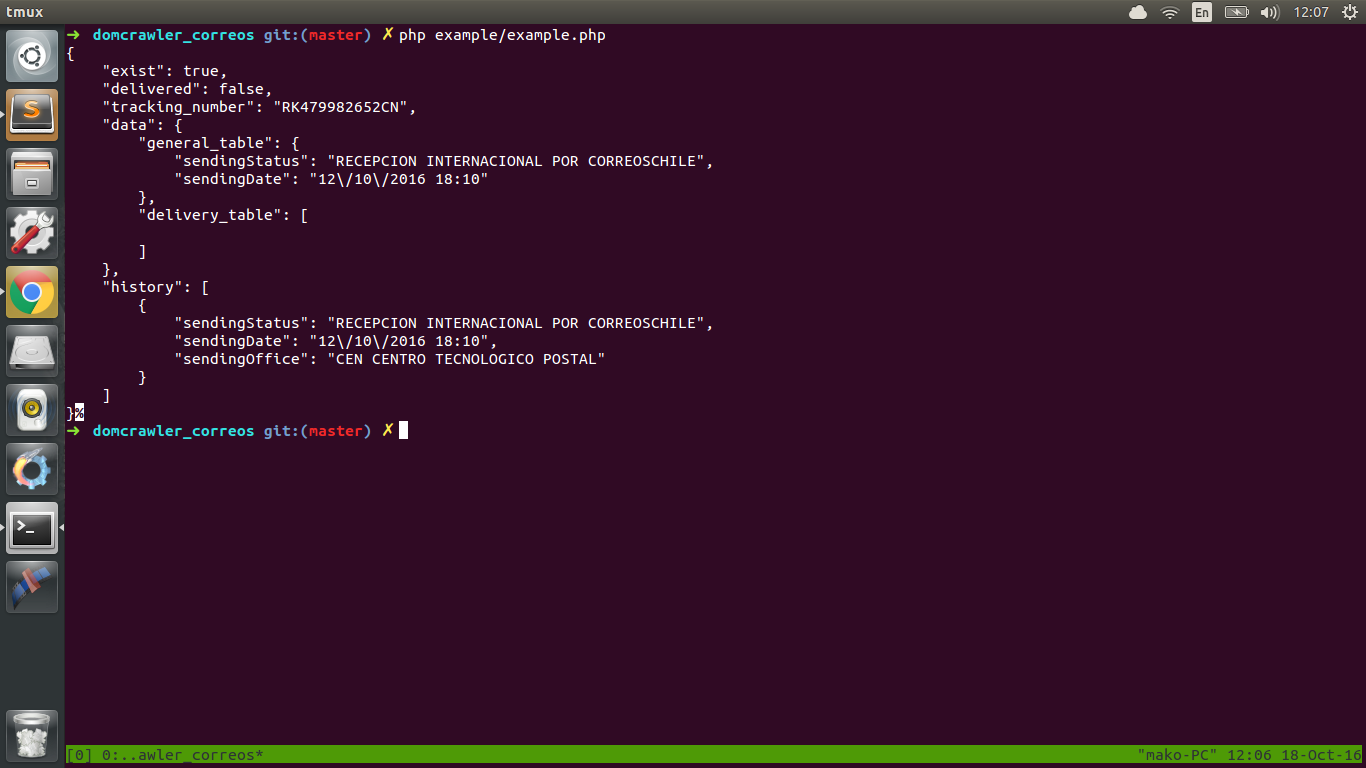 tmux
En
12:07
➜  domcrawler_correos git:(master) ✗ php example/example.php
{
    "exist": true,
    "delivered": false,
    "tracking_number": "RK479982652CN",
    "data": {
        "general_table": {
            "sendingStatus": "RECEPCION INTERNACIONAL POR CORREOSCHILE",
            "sendingDate": "12\/10\/2016 18:10"
        },
        "delivery_table": [

        ]
    },
    "history": [
        {
            "sendingStatus": "RECEPCION INTERNACIONAL POR CORREOSCHILE",
            "sendingDate": "12\/10\/2016 18:10",
            "sendingOffice": "CEN CENTRO TECNOLOGICO POSTAL"
        }
    ]
}%
➜  domcrawler_correos git:(master) ✗
[0] 0:..awler_correos*
"mako-PC" 12:06 18-Oct-16